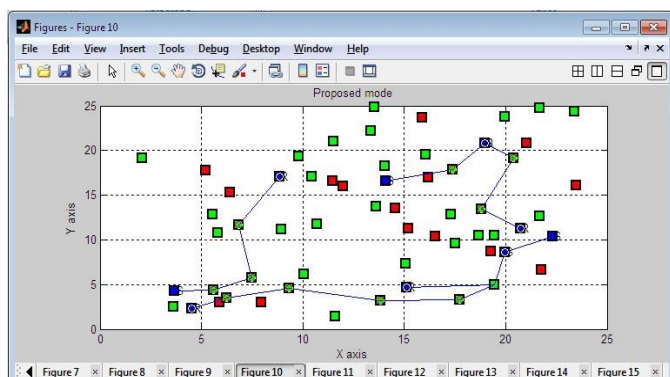 Figures - Figure 10
File Edit View Insert Tools Debug Desktop Window Help
Proposed mode
25
20
15
10
5
0
Y axis
0 5 10 15 20 25
X axis
Figure 7 × Figure 8 × Figure 9 × Figure 10 × Figure 11 × Figure 12 × Figure 13 × Figure 14 × Figure 15 ×